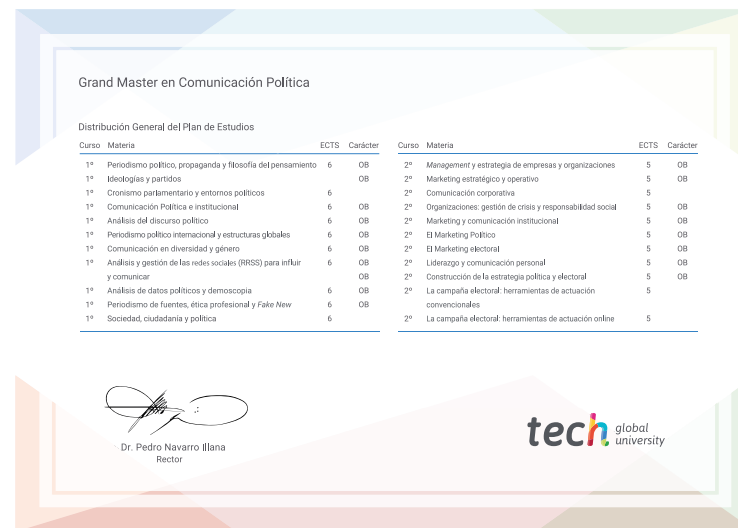 Grand Master en Comunicación Política
Distribución General del Plan de Estudios
Curso Materia ECTS Carácter
1º Periodismo político, propaganda y filosofía del pensamiento 6 OB
1º Ideologías y partidos OB
1º Cronismo parlamentario y entornos políticos 6
1º Comunicación Política e institucional 6 OB
1º Análisis del discurso político 6 OB
1º Periodismo político internacional y estructuras globales 6 OB
1º Comunicación en diversidad y género 6 OB
1º Análisis y gestión de las redes sociales (RRSS) para influir 6 OB
y comunicar OB
1º Análisis de datos políticos y demoscopia 6 OB
1º Periodismo de fuentes, ética profesional y Fake New 6 OB
1º Sociedad, ciudadanía y política 6
Curso Materia ECTS Carácter
2º Management y estrategia de empresas y organizaciones 5 OB
2º Marketing estratégico y operativo 5 OB
2º Comunicación corporativa 5
2º Organizaciones: gestión de crisis y responsabilidad social 5 OB
2º Marketing y comunicación institucional 5 OB
2º El Marketing Político 5 OB
2º El Marketing electoral 5 OB
2º Liderazgo y comunicación personal 5 OB
2º Construcción de la estrategia política y electoral 5 OB
2º La campaña electoral: herramientas de actuación 5
convencionales
2º La campaña electoral: herramientas de actuación online 5
Dr. Pedro Navarro Illana
Rector
tech global
university